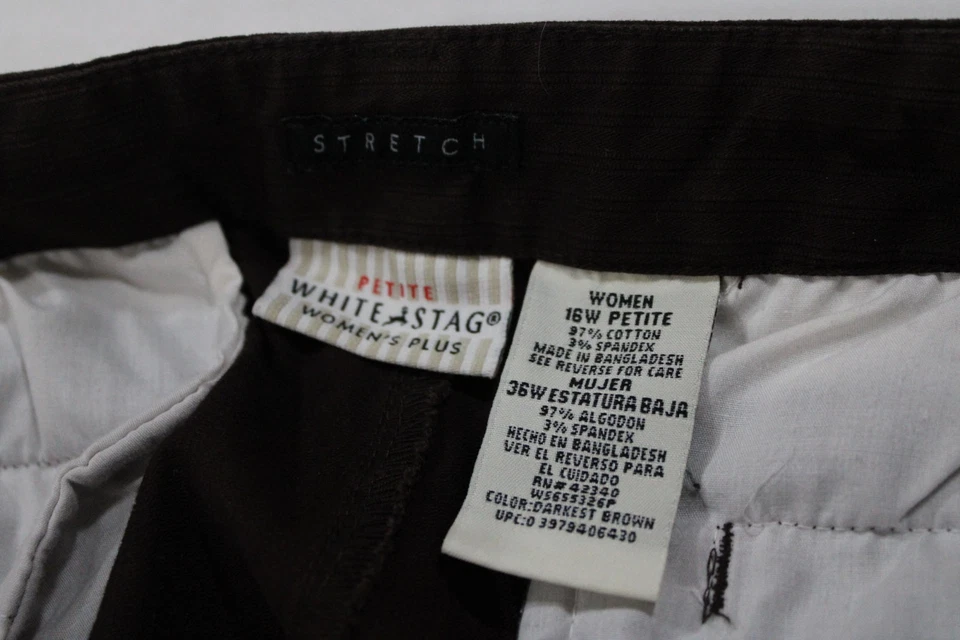 STRETCH
PETITE
WHITE STAG®
WOMEN'S PLUS
WOMEN
16W PETITE
97% COTTON
3% SPANDEX
MADE IN BANGLADESH
SEE REVERSE FOR CARE
MUJER
36W ESTATURA BAJA
97% ALGODON
3% SPANDEX
HECHO EN BANGLADESH
VER EL REVERSO PARA
EL CUIDADO
RN# 42340
WS655326P
COLOR:DARKEST BROWN
UPC:0 3979406430